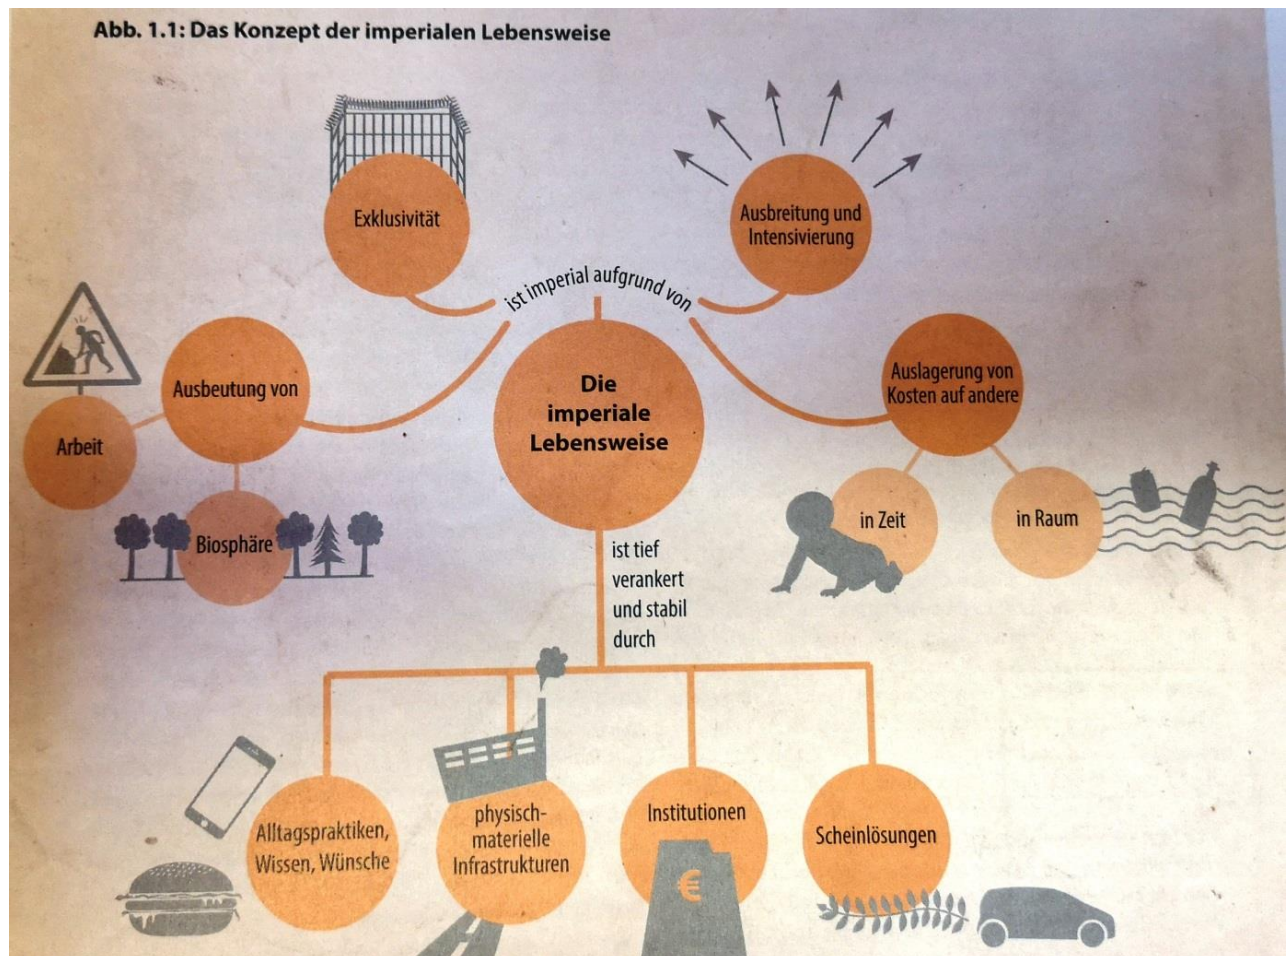 Abb. 1.1: Das Konzept der imperialen Lebensweise
Exklusivität
Ausbreitung und
Intensivierung
ist imperial aufgrund von
Ausbeutung von
Arbeit
Biosphäre
Die
imperiale
Lebensweise
Auslagerung von
Kosten auf andere
in Zeit
in Raum
ist tief
verankert
und stabil
durch
Alltagspraktiken,
Wissen, Wünsche
physisch-
materielle
Infrastrukturen
Institutionen
€
Scheinlösungen